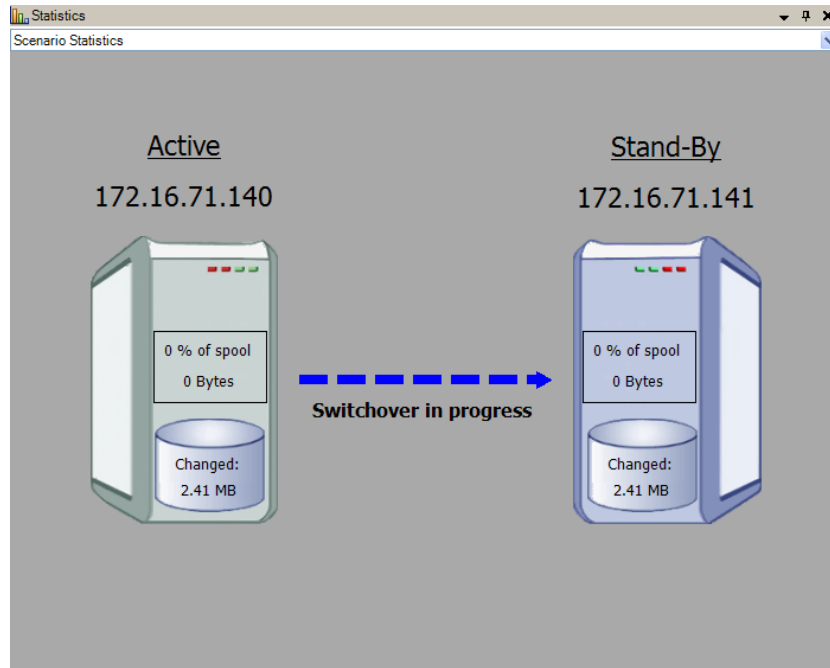 Statistics
Scenario Statistics
Active
172.16.71.140
Stand-By
172.16.71.141
0 % of spool
0 Bytes
Changed:
2.41 MB
Switchover in progress
0 % of spool
0 Bytes
Changed:
2.41 MB